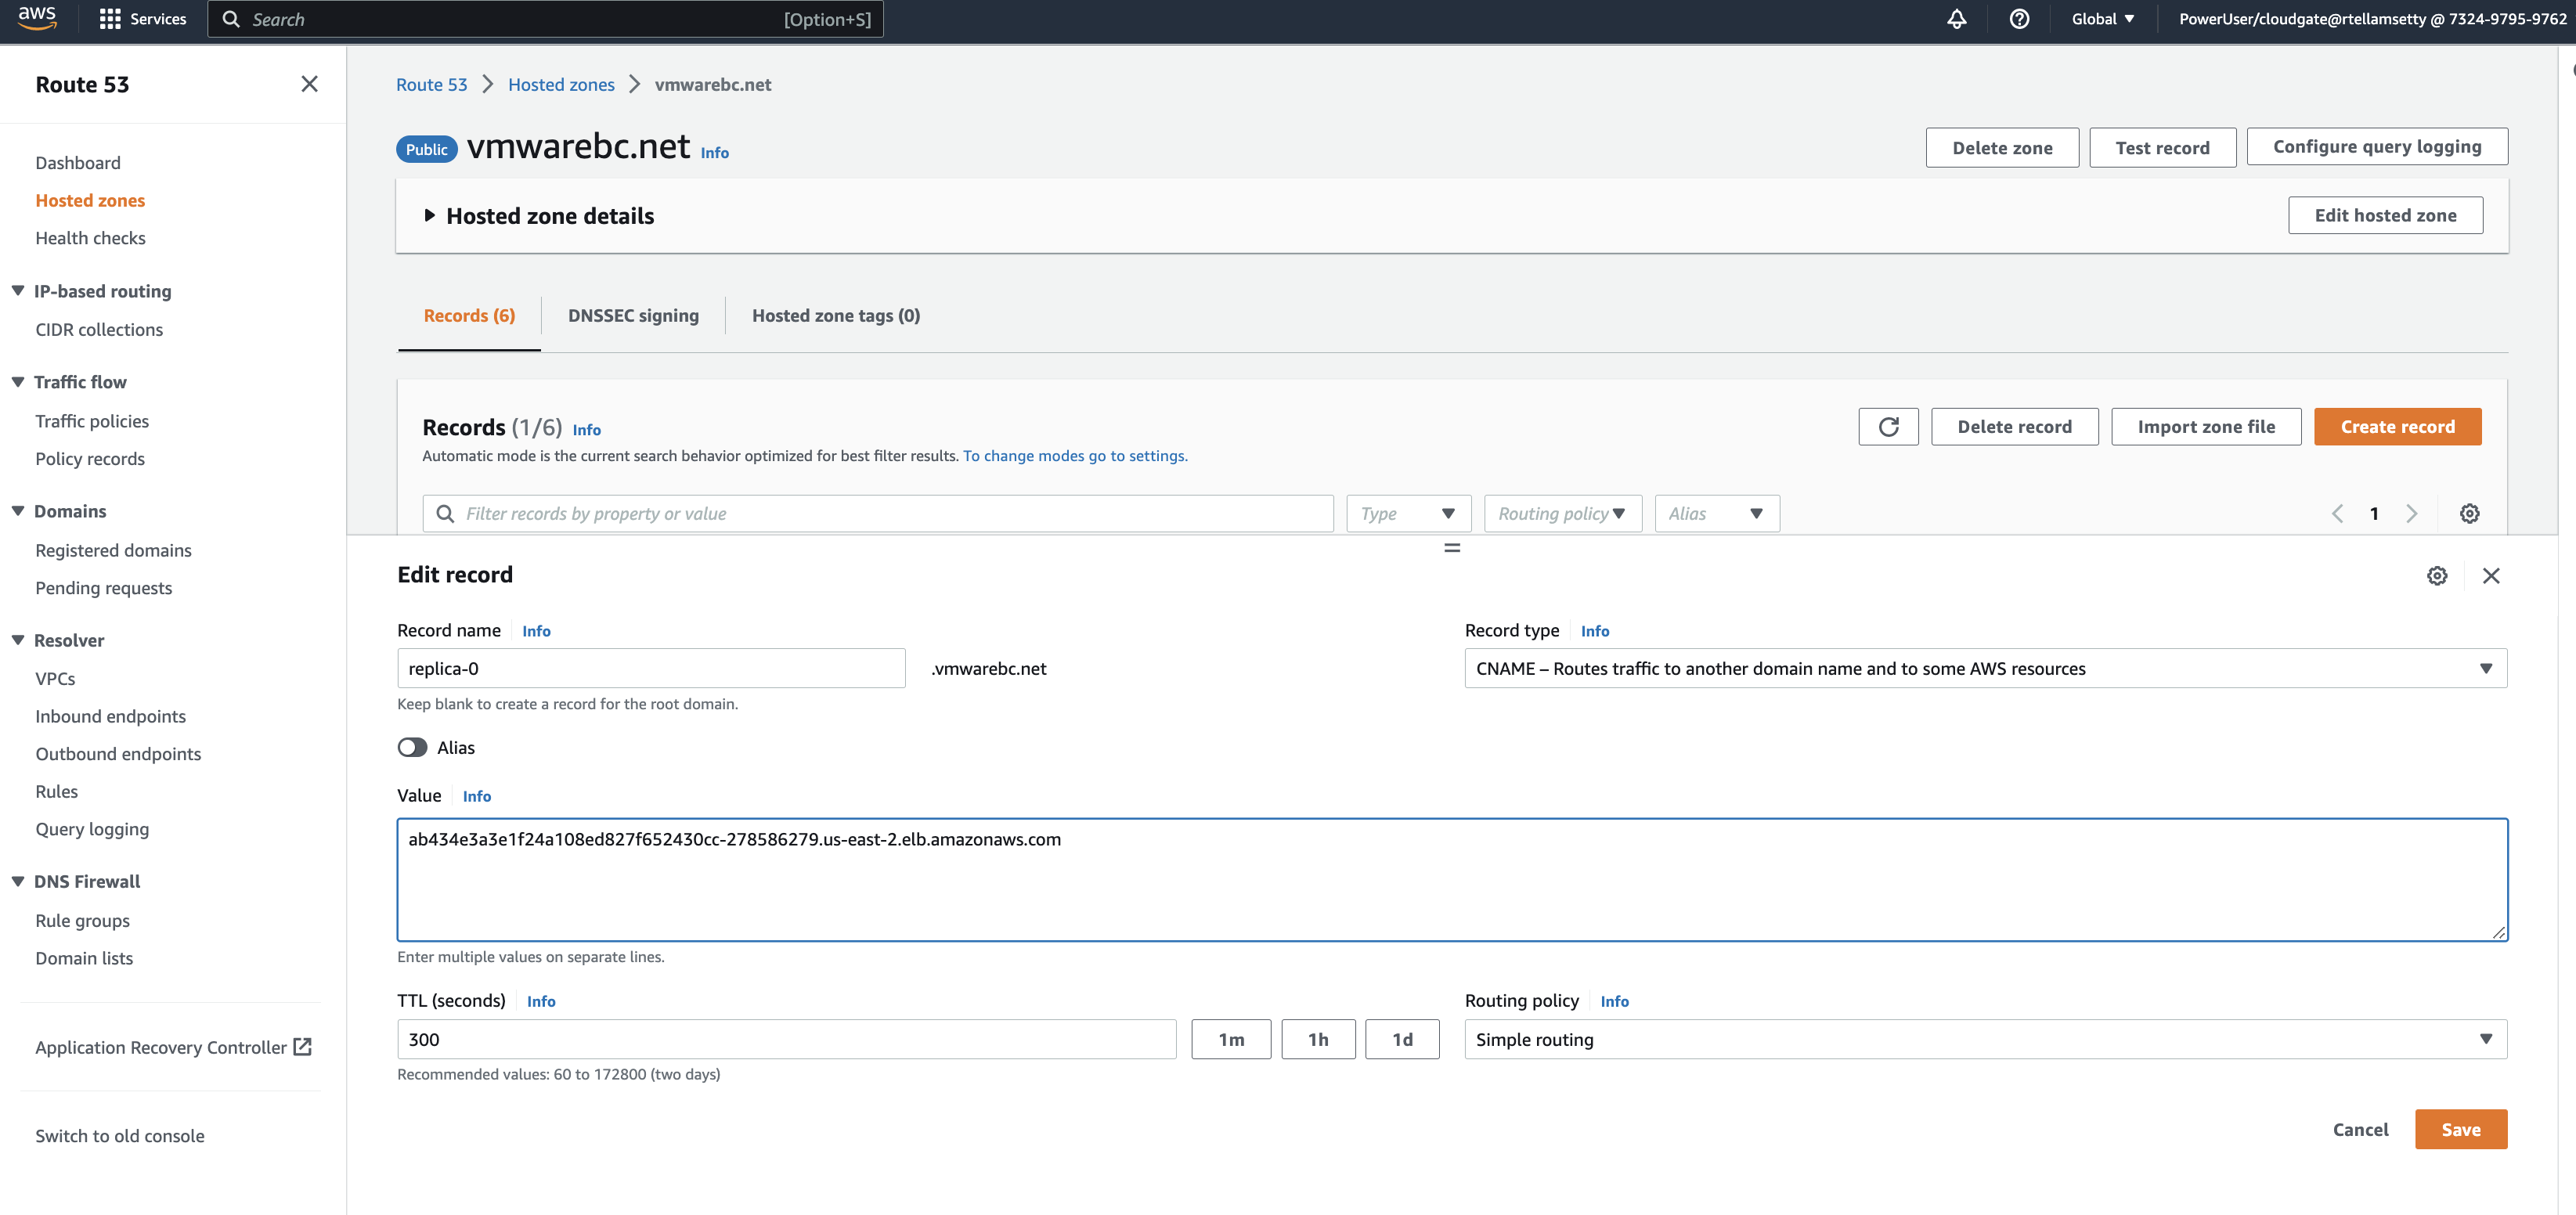 aws
Services
Search
[Option+S]
Global
PowerUser/cloudgate@rtellamsetty @ 7324-9795-9762
Route 53
Dashboard
Hosted zones
Health checks
IP-based routing
CIDR collections
Traffic flow
Traffic policies
Policy records
Domains
Registered domains
Pending requests
Resolver
VPCs
Inbound endpoints
Outbound endpoints
Rules
Query logging
DNS Firewall
Rule groups
Domain lists
Application Recovery Controller
Switch to old console
Route 53 > Hosted zones > vmwarebc.net
Public vmwarebc.net Info
Delete zone
Test record
Configure query logging
Hosted zone details
Edit hosted zone
Records (6)
DNSSEC signing
Hosted zone tags (0)
Records (1/6) Info
Delete record
Import zone file
Create record
Automatic mode is the current search behavior optimized for best filter results. To change modes go to settings.
Filter records by property or value
Type
Routing policy
Alias
1
Edit record
Record name Info
replica-0
.vmwarebc.net
Keep blank to create a record for the root domain.
Record type Info
CNAME – Routes traffic to another domain name and to some AWS resources
Alias
Value Info
ab434e3a3e1f24a108ed827f652430cc-278586279.us-east-2.elb.amazonaws.com
Enter multiple values on separate lines.
TTL (seconds) Info
300
1m
1h
1d
Recommended values: 60 to 172800 (two days)
Routing policy Info
Simple routing
Cancel
Save